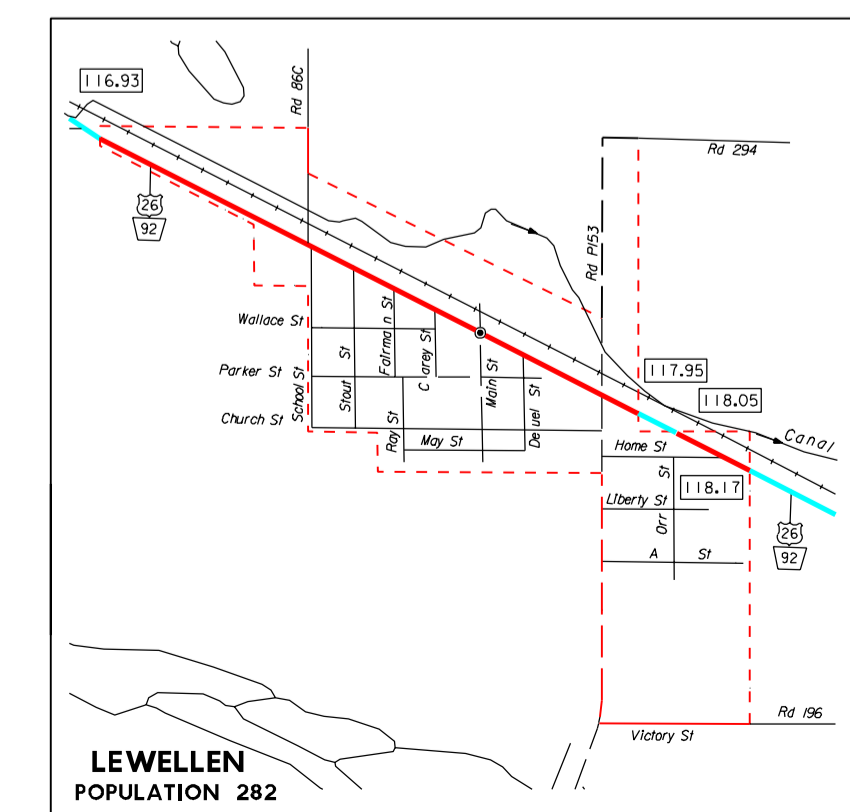 116.93
Rd 86C
Rd 294
26
92
Rd P153
Wallace St
Fairman St
Carey St
Parker St
School St
Stout St
Main St
Deuel St
117.95
118.05
Church St
Ray St
May St
Canal
Home St
118.17
Liberty St
Orr St
26
92
A St
Rd 196
Victory St
LEWELLEN
POPULATION 282